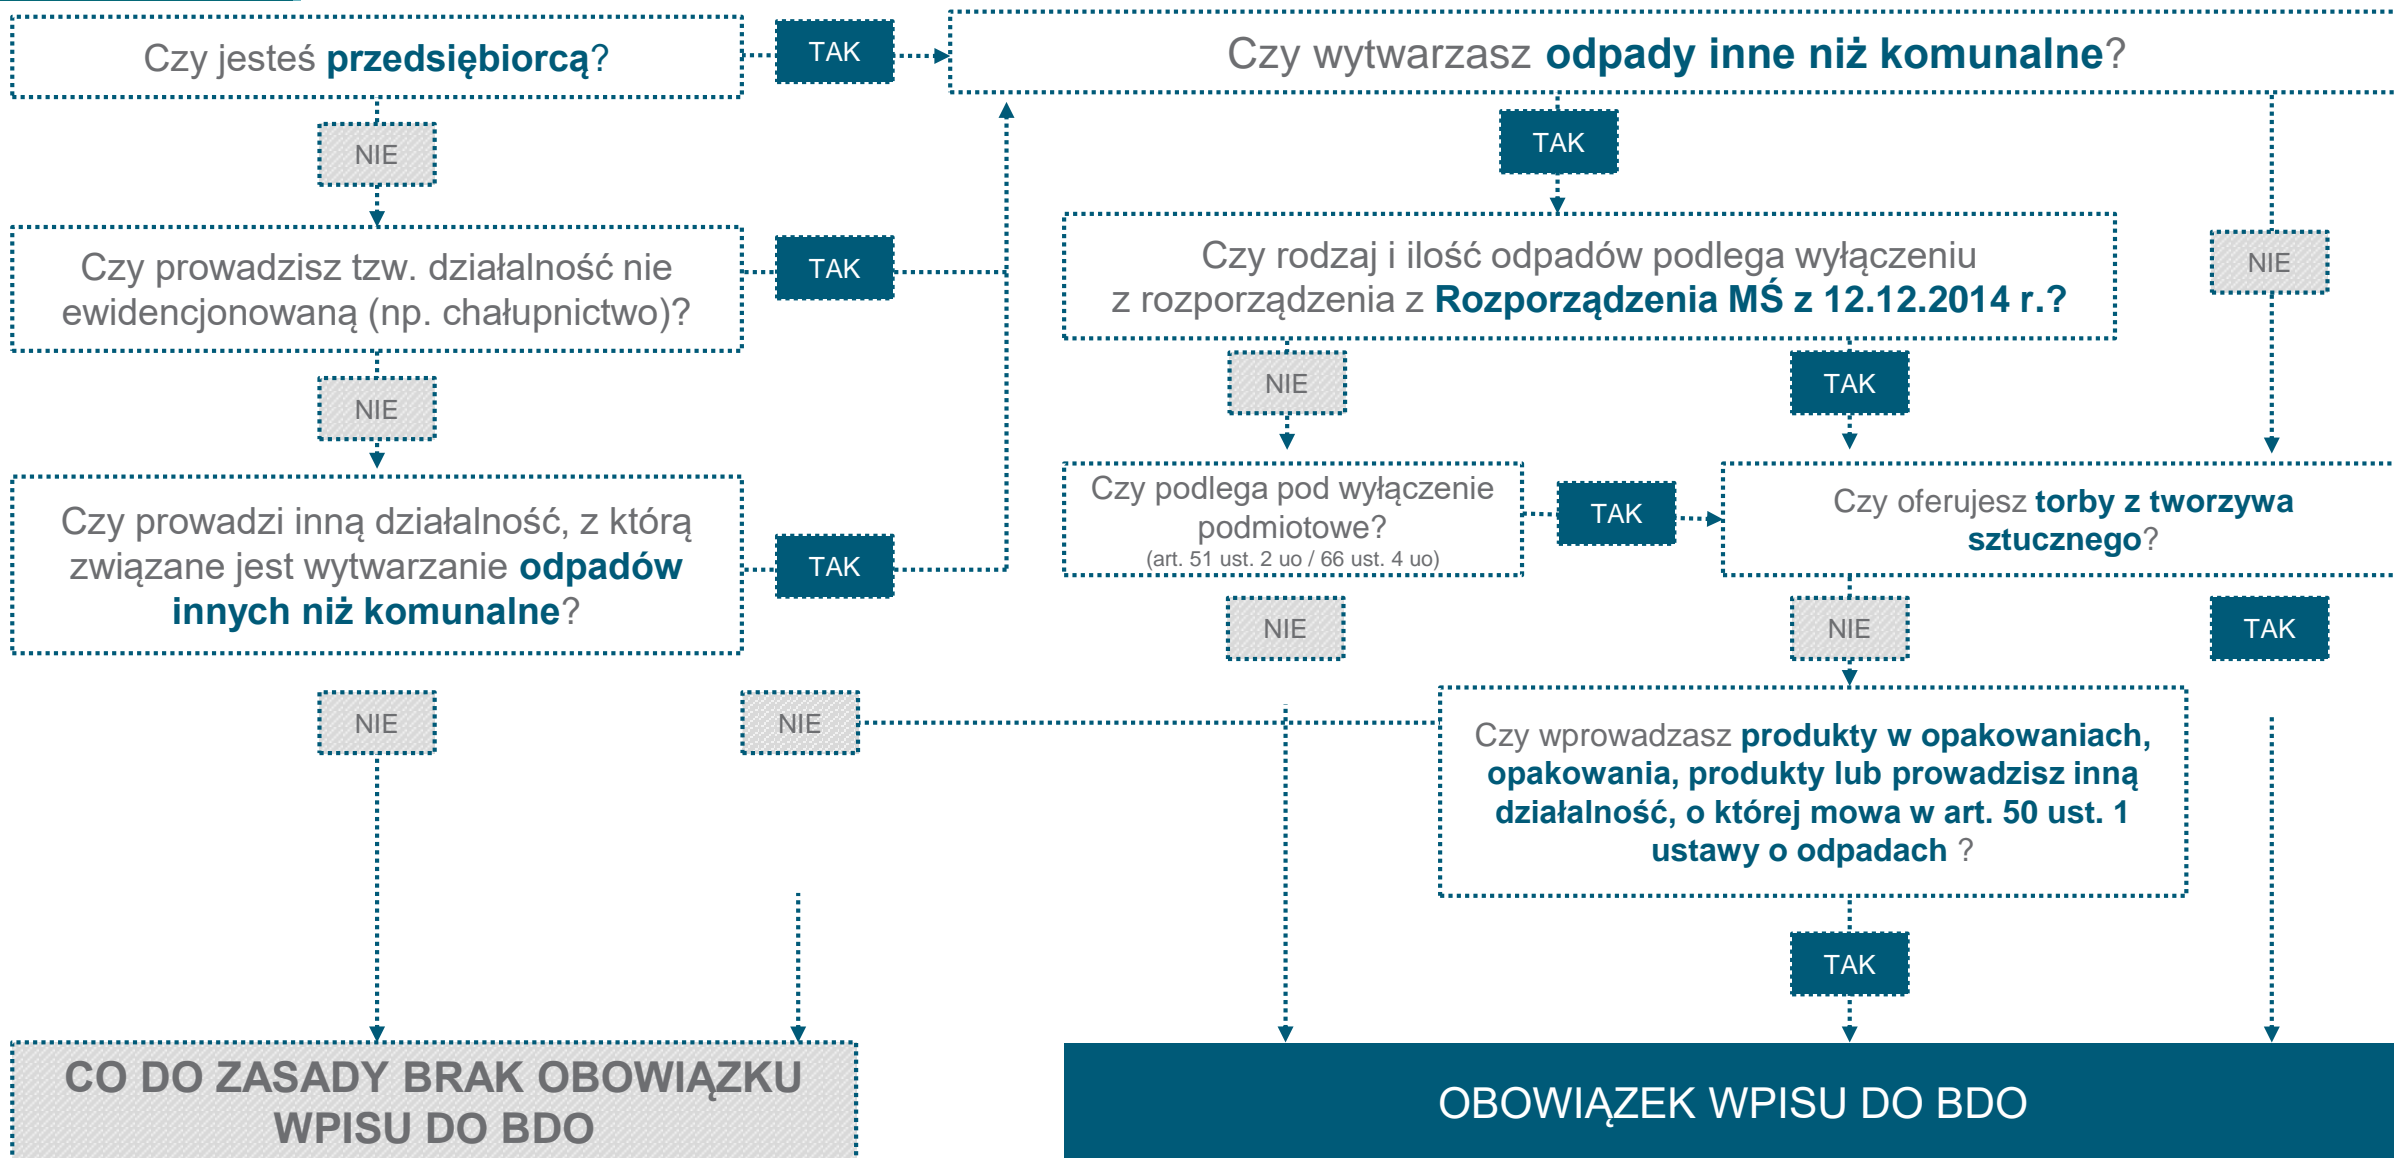 Czy jesteś przedsiębiorcą?
TAK
Czy wytwarzasz odpady inne niż komunalne?
NIE
TAK
Czy prowadzisz tzw. działalność nie
ewidencjonowaną (np. chałupnictwo)?
TAK
Czy rodzaj i ilość odpadów podlega wyłączeniu
z rozporządzenia z Rozporządzenia MŚ z 12.12.2014 r.?
NIE
NIE
NIE
TAK
Czy prowadzi inną działalność, z którą
związane jest wytwarzanie odpadów
innych niż komunalne?
TAK
Czy podlega pod wyłączenie
podmiotowe?
(art. 51 ust. 2 uo / 66 ust. 4 uo)
TAK
Czy oferujesz torby z tworzywa
sztucznego?
NIE
NIE
TAK
NIE
NIE
Czy wprowadzasz produkty w opakowaniach,
opakowania, produkty lub prowadzisz inną
działalność, o której mowa w art. 50 ust. 1
ustawy o odpadach ?
TAK
CO DO ZASADY BRAK OBOWIĄZKU
WPISU DO BDO
OBOWIĄZEK WPISU DO BDO